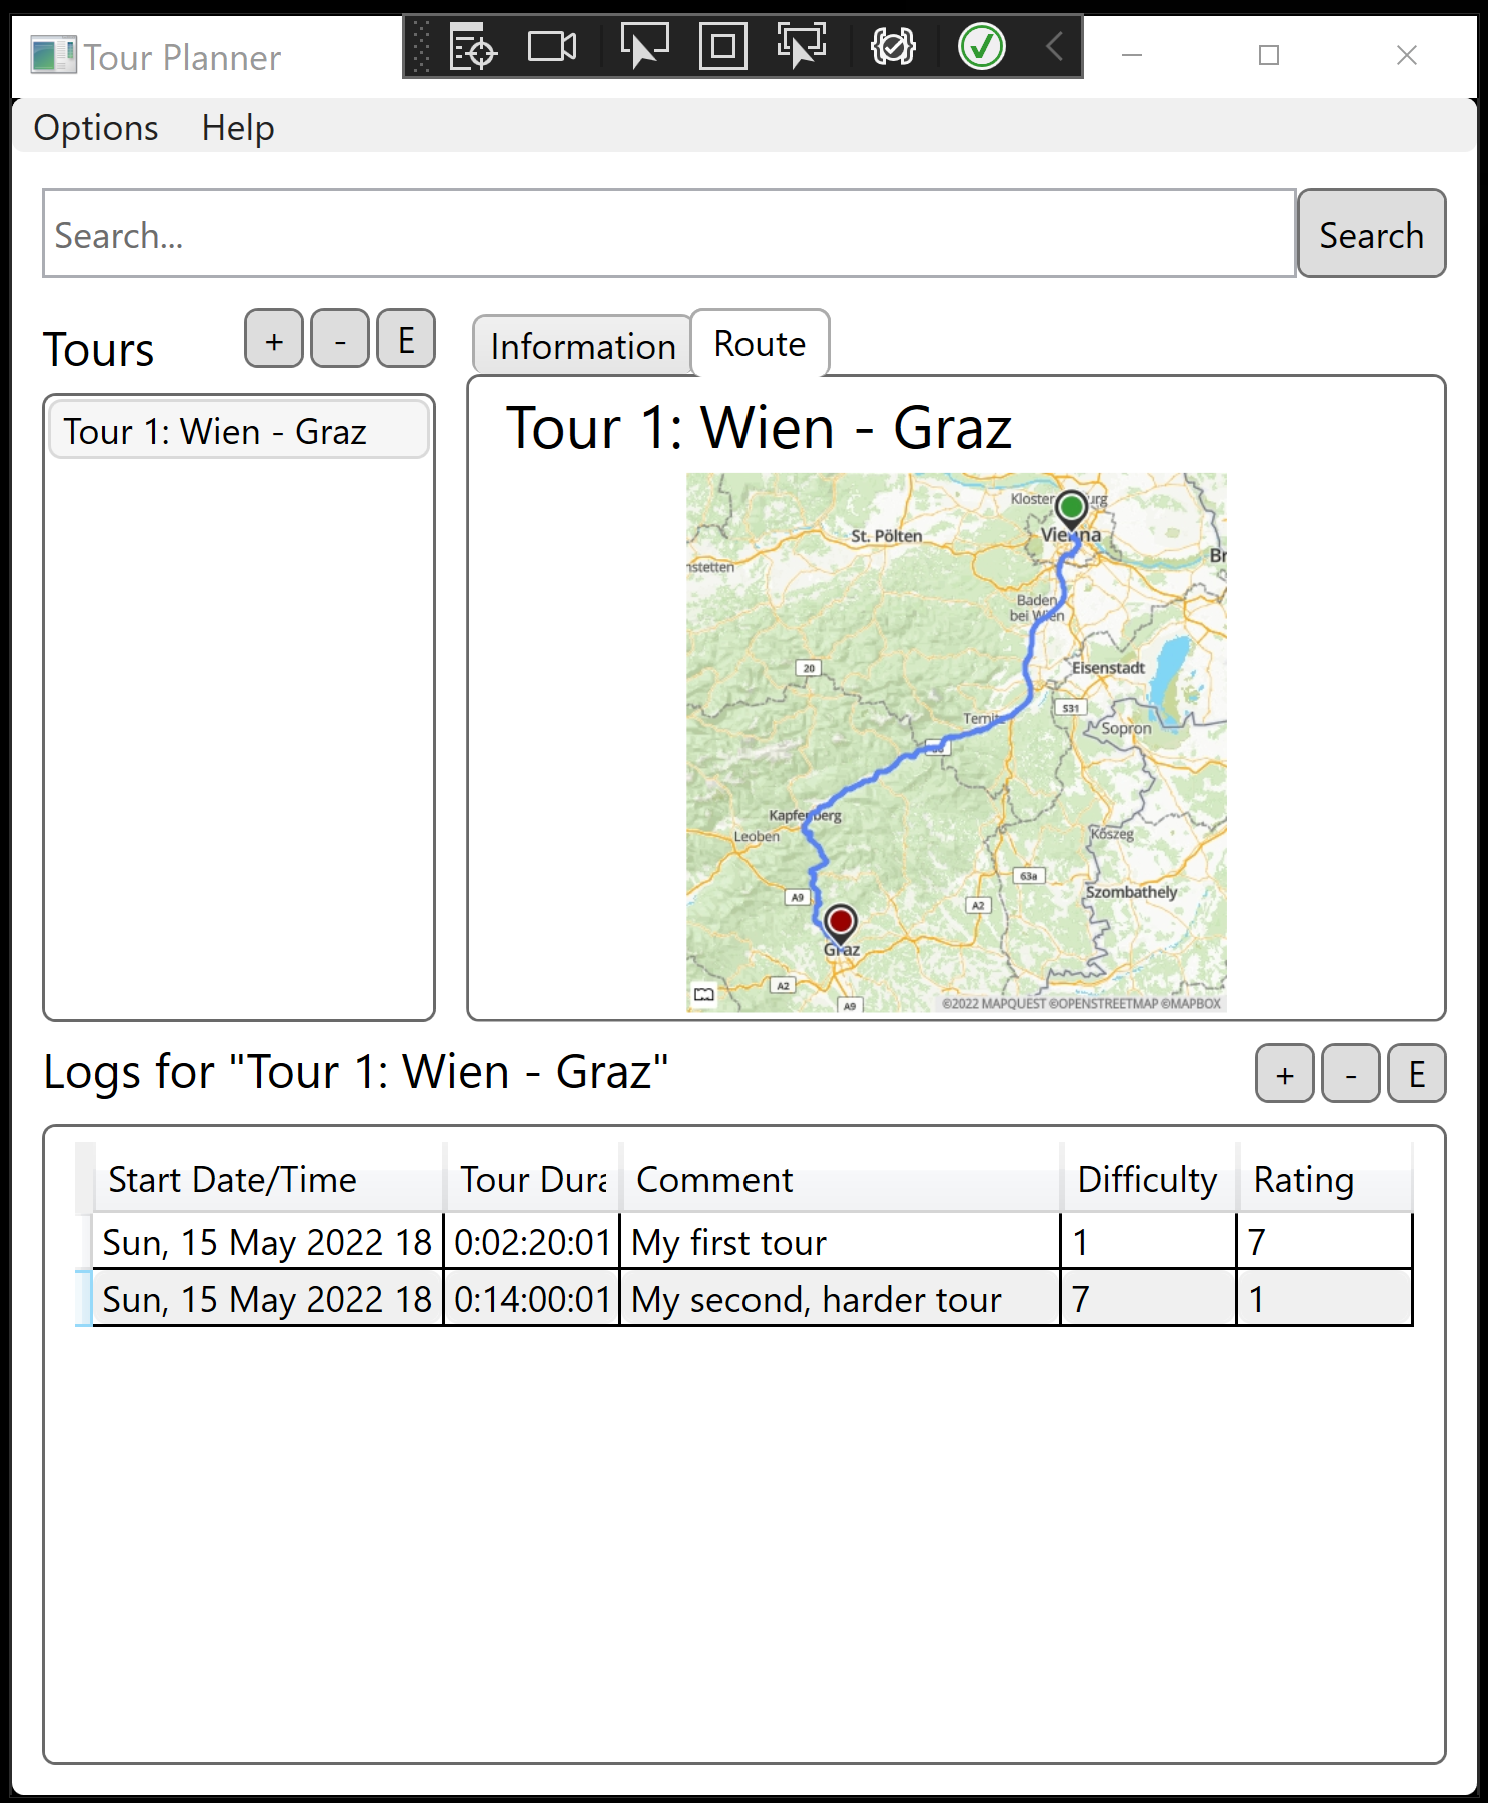 Tour Planner
Options Help
Search...
Search
Tours
+ - E
Information Route
Tour 1: Wien - Graz
Tour 1: Wien - Graz
St. Pölten
Vienna
Baden
bei Wien
20
Eisenstadt
S31
Sopron
Kapfenberg
Leoben
Kőszeg
63a
Szombathely
A9
A2
Graz
A2
A9
©2022 MAPQUEST ©OPENSTREETMAP ©MAPBOX
Logs for "Tour 1: Wien - Graz"
+ - E
Start Date/Time Tour Dura Comment Difficulty Rating
Sun, 15 May 2022 18 0:02:20:01 My first tour 1 7
Sun, 15 May 2022 18 0:14:00:01 My second, harder tour 7 1